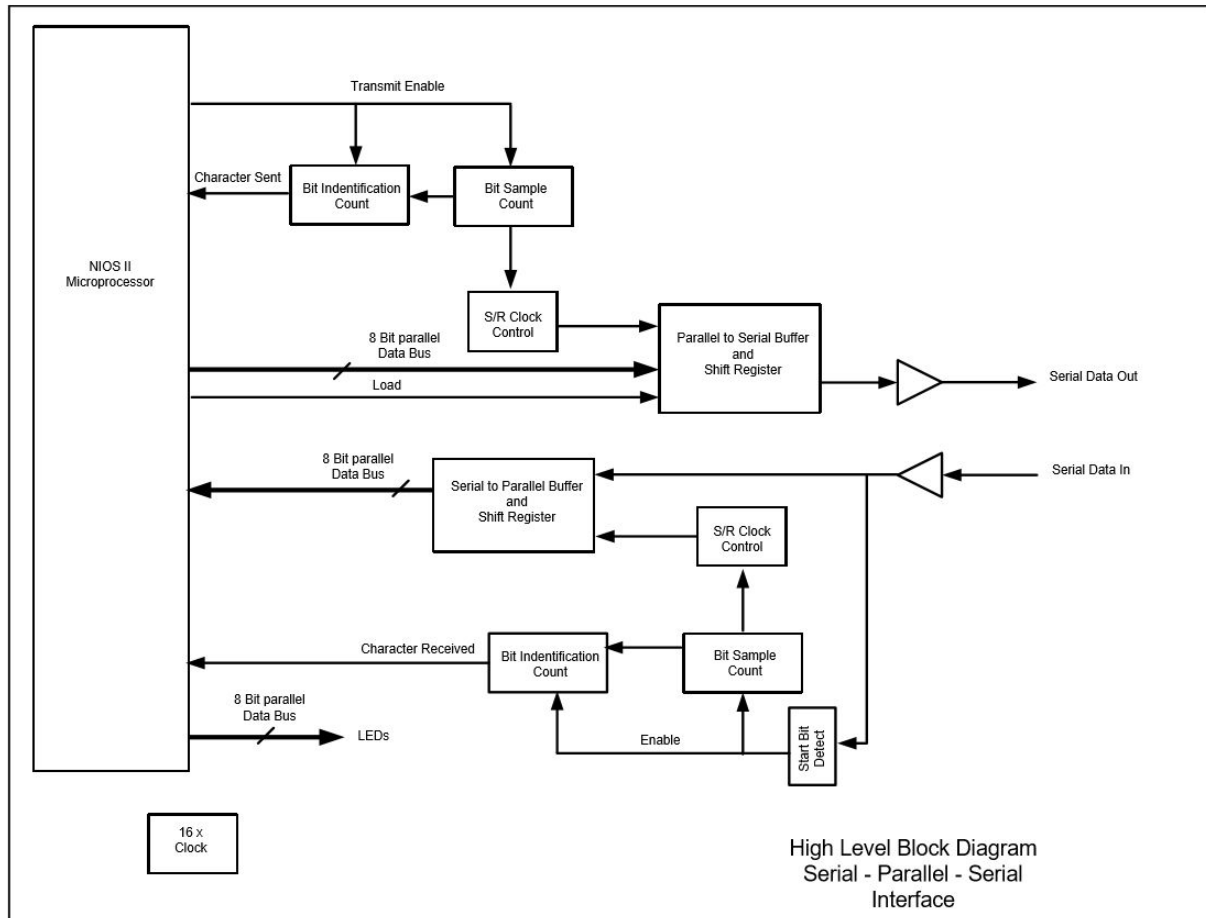 Transmit Enable
Character Sent
Bit Indentification
Count
Bit Sample
Count
NIOS II
Microprocessor
S/R Clock
Control
8 Bit parallel
Data Bus
Load
Parallel to Serial Buffer
and
Shift Register
Serial Data Out
8 Bit parallel
Data Bus
Serial to Parallel Buffer
and
Shift Register
Serial Data In
S/R Clock
Control
Character Received
Bit Indentification
Count
Bit Sample
Count
8 Bit parallel
Data Bus
LEDs
Enable
Start Bit
Detect
16 x
Clock
High Level Block Diagram
Serial - Parallel - Serial
Interface